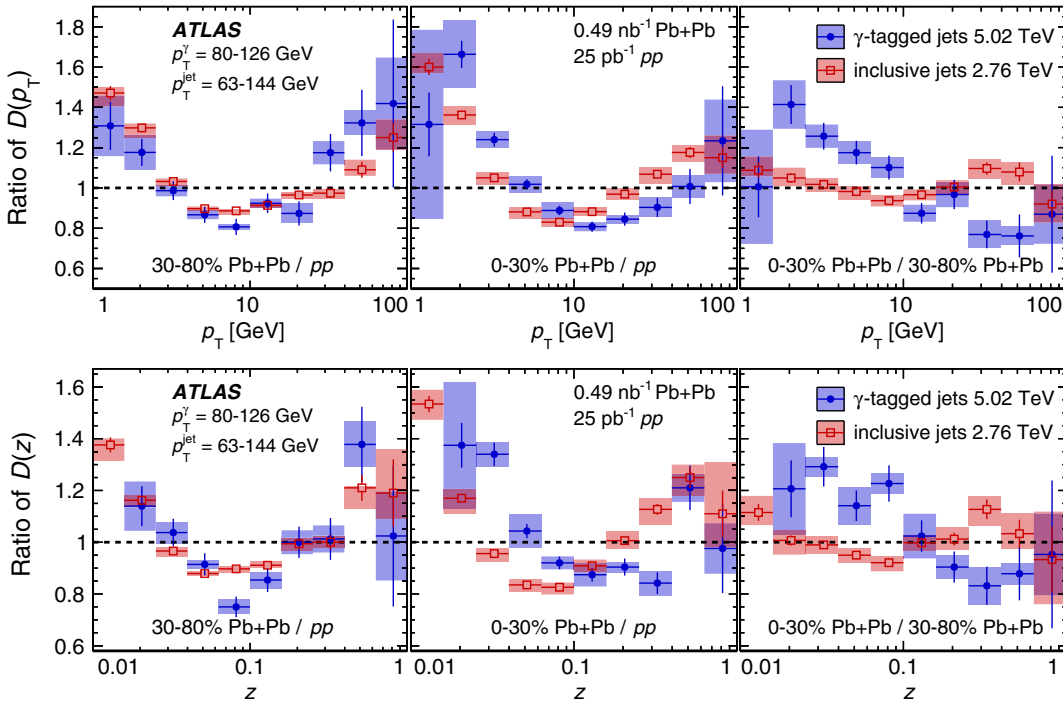 Ratio of D(p_T)
1.8
1.6
1.4
1.2
1
0.8
0.6
ATLAS
p_T^γ = 80-126 GeV
p_T^jet = 63-144 GeV
30-80% Pb+Pb / pp
0.49 nb⁻¹ Pb+Pb
25 pb⁻¹ pp
0-30% Pb+Pb / pp
γ-tagged jets 5.02 TeV
inclusive jets 2.76 TeV
0-30% Pb+Pb / 30-80% Pb+Pb
1 10 100 1 10 100 1 10 100
p_T [GeV] p_T [GeV] p_T [GeV]
Ratio of D(z)
1.6
1.4
1.2
1
0.8
0.6
ATLAS
p_T^γ = 80-126 GeV
p_T^jet = 63-144 GeV
30-80% Pb+Pb / pp
0.49 nb⁻¹ Pb+Pb
25 pb⁻¹ pp
0-30% Pb+Pb / pp
γ-tagged jets 5.02 TeV
inclusive jets 2.76 TeV
0-30% Pb+Pb / 30-80% Pb+Pb
0.01 0.1 1 0.01 0.1 1 0.01 0.1 1
z z z